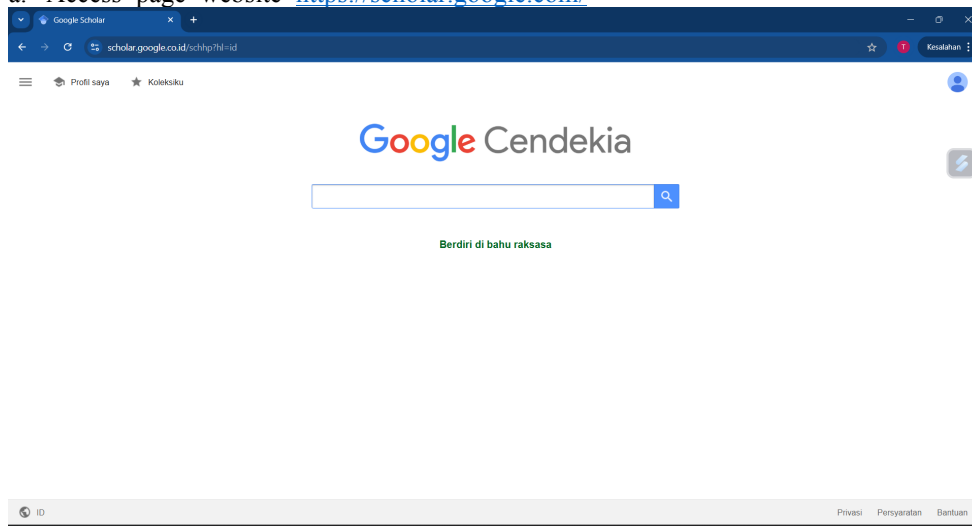 a. Access page website https://scholar.google.com/
Google Scholar
scholar.google.co.id/schhp?hl=id
T
Kesalahan
Profil saya
Koleksiku
Google Cendekia
Berdiri di bahu raksasa
ID
Privasi Persyaratan Bantuan